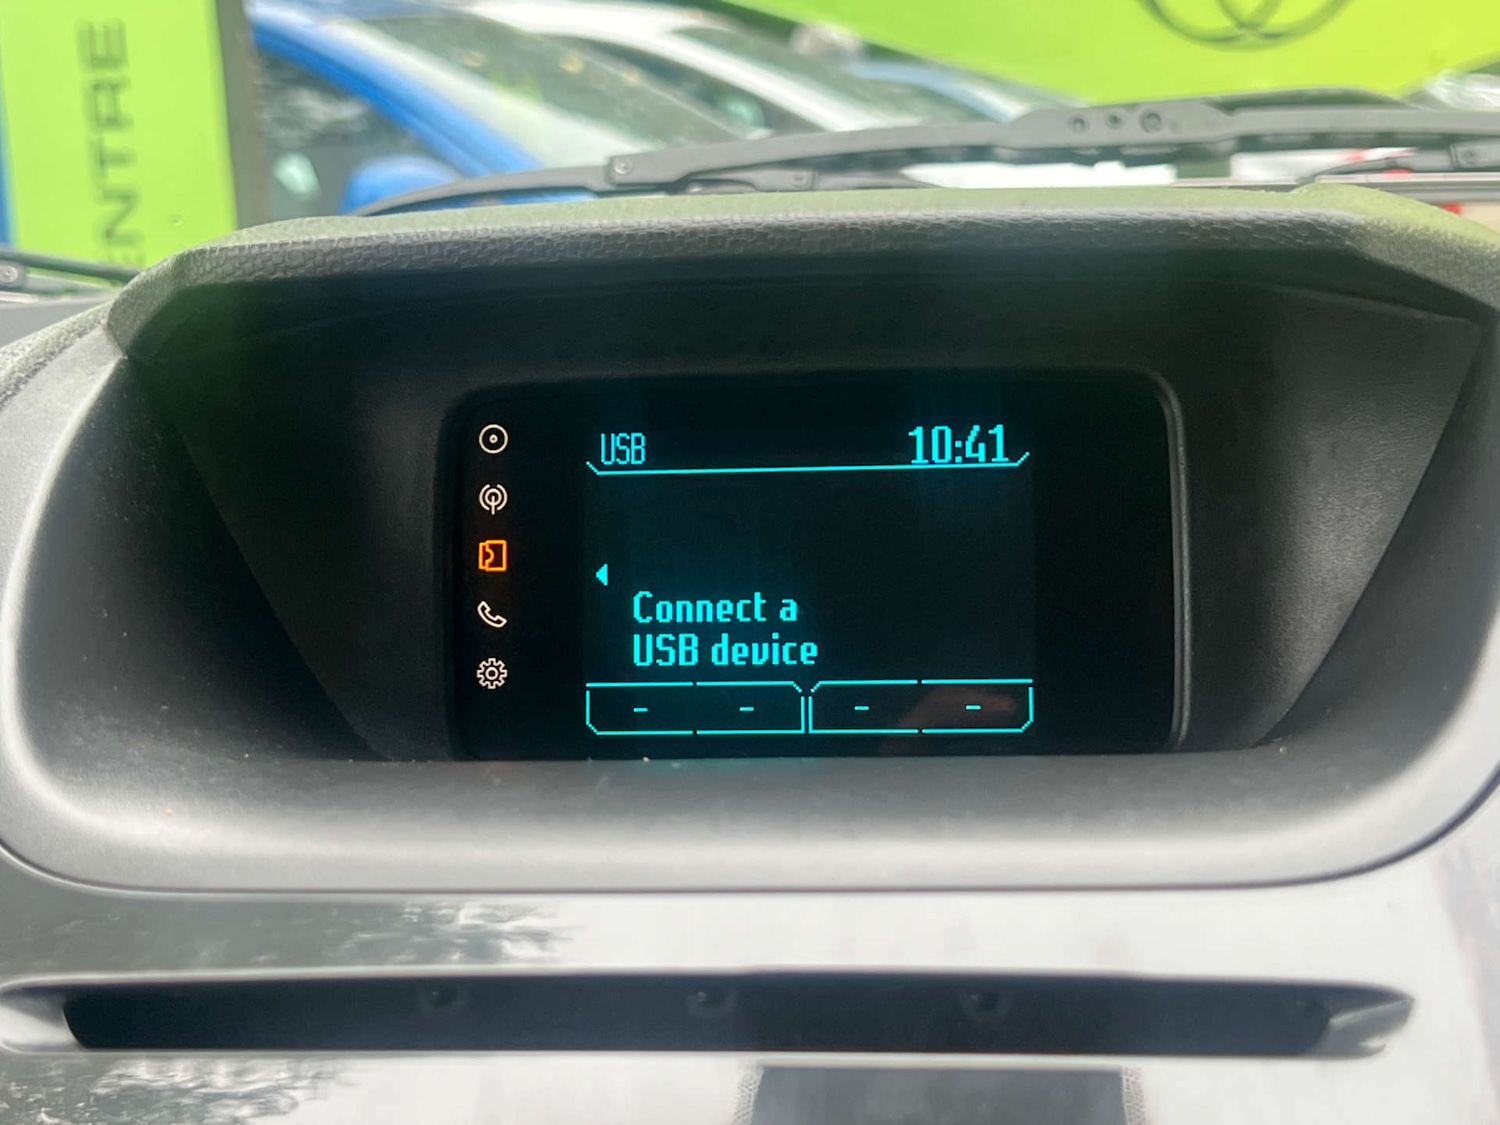 ENTRE
USB 10:41
Connect a
USB device
- - - -